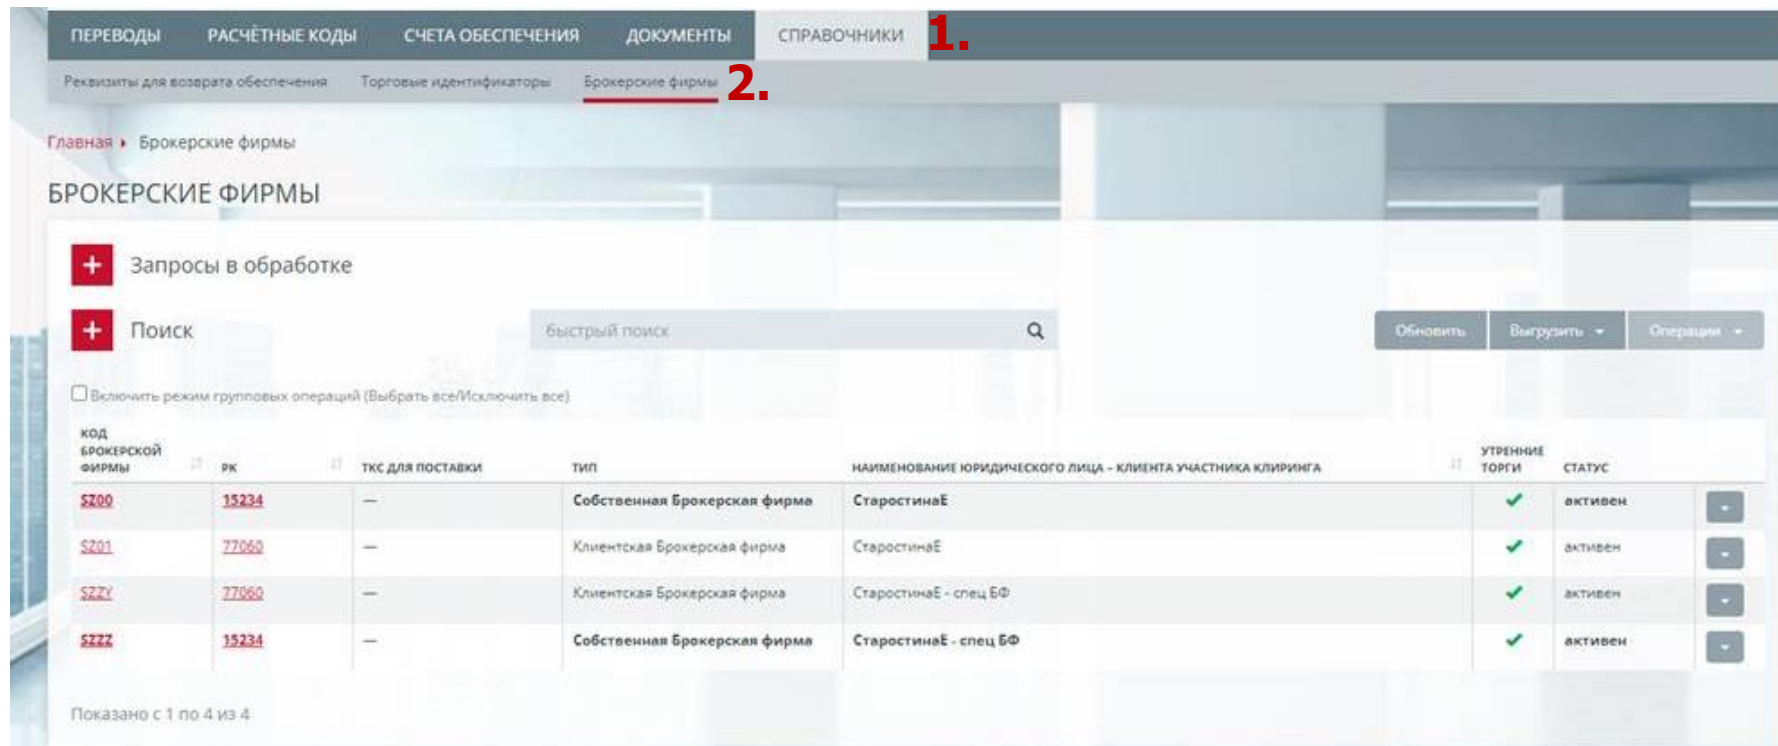 ПЕРЕВОДЫ РАСЧЁТНЫЕ КОДЫ СЧЕТА ОБЕСПЕЧЕНИЯ ДОКУМЕНТЫ СПРАВОЧНИКИ 1.
Реквизиты для возврата обеспечения Торговые идентификаторы Брокерские фирмы 2.
Главная Брокерские фирмы
БРОКЕРСКИЕ ФИРМЫ
+ Запросы в обработке
+ Поиск быстрый поиск Обновить Выгрузить Операции
Включить режим групповых операций (Выбрать все/Исключить все)
КОД
БРОКЕРСКОЙ
ФИРМЫ РК ТКС ДЛЯ ПОСТАВКИ ТИП НАИМЕНОВАНИЕ ЮРИДИЧЕСКОГО ЛИЦА – КЛИЕНТА УЧАСТНИКА КЛИРИНГА УТРЕННИЕ
ТОРГИ СТАТУС
SZ00 15234 — Собственная Брокерская фирма СтаростинаЕ активен
SZ01 77060 — Клиентская Брокерская фирма СтаростинаЕ активен
SZZY 77060 — Клиентская Брокерская фирма СтаростинаЕ - спец БФ активен
SZZZ 15234 — Собственная Брокерская фирма СтаростинаЕ - спец БФ активен
Показано с 1 по 4 из 4